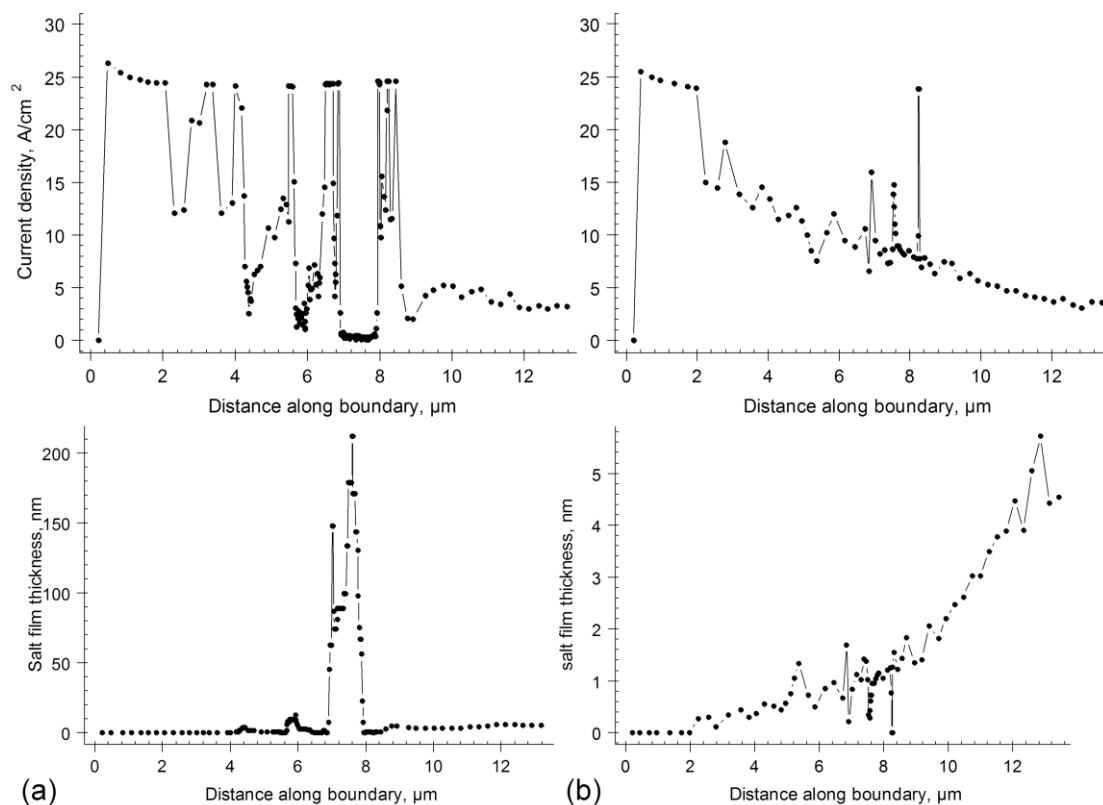 30
25
20
15
10
5
0
Current density, A/cm 2
0 2 4 6 8 10 12
Distance along boundary, µm
30
25
20
15
10
5
0
0 2 4 6 8 10 12
Distance along boundary, µm
200
150
100
50
0
Salt film thickness, nm
0 2 4 6 8 10 12
Distance along boundary, µm
(a)
5
4
3
2
1
0
salt film thickness, nm
0 2 4 6 8 10 12
Distance along boundary, µm
(b)